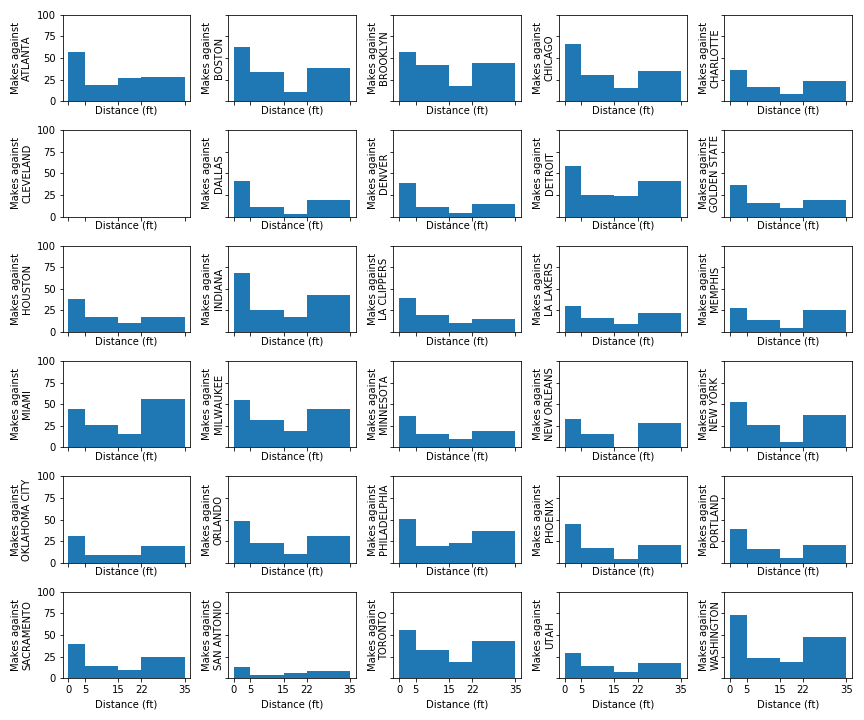 100
75
50
25
0
Makes against
ATLANTA
Distance (ft)
Makes against
BOSTON
Distance (ft)
Makes against
BROOKLYN
Distance (ft)
Makes against
CHICAGO
Distance (ft)
Makes against
CHARLOTTE
Distance (ft)
100
75
50
25
0
Makes against
CLEVELAND
Distance (ft)
Makes against
DALLAS
Distance (ft)
Makes against
DENVER
Distance (ft)
Makes against
DETROIT
Distance (ft)
Makes against
GOLDEN STATE
Distance (ft)
100
75
50
25
0
Makes against
HOUSTON
Distance (ft)
Makes against
INDIANA
Distance (ft)
Makes against
LA CLIPPERS
Distance (ft)
Makes against
LA LAKERS
Distance (ft)
Makes against
MEMPHIS
Distance (ft)
100
75
50
25
0
Makes against
MIAMI
Distance (ft)
Makes against
MILWAUKEE
Distance (ft)
Makes against
MINNESOTA
Distance (ft)
Makes against
NEW ORLEANS
Distance (ft)
Makes against
NEW YORK
Distance (ft)
100
75
50
25
0
Makes against
OKLAHOMA CITY
Distance (ft)
Makes against
ORLANDO
Distance (ft)
Makes against
PHILADELPHIA
Distance (ft)
Makes against
PHOENIX
Distance (ft)
Makes against
PORTLAND
Distance (ft)
100
75
50
25
0
Makes against
SACRAMENTO
0 5 15 22 35
Distance (ft)
Makes against
SAN ANTONIO
0 5 15 22 35
Distance (ft)
Makes against
TORONTO
0 5 15 22 35
Distance (ft)
Makes against
UTAH
0 5 15 22 35
Distance (ft)
Makes against
WASHINGTON
0 5 15 22 35
Distance (ft)